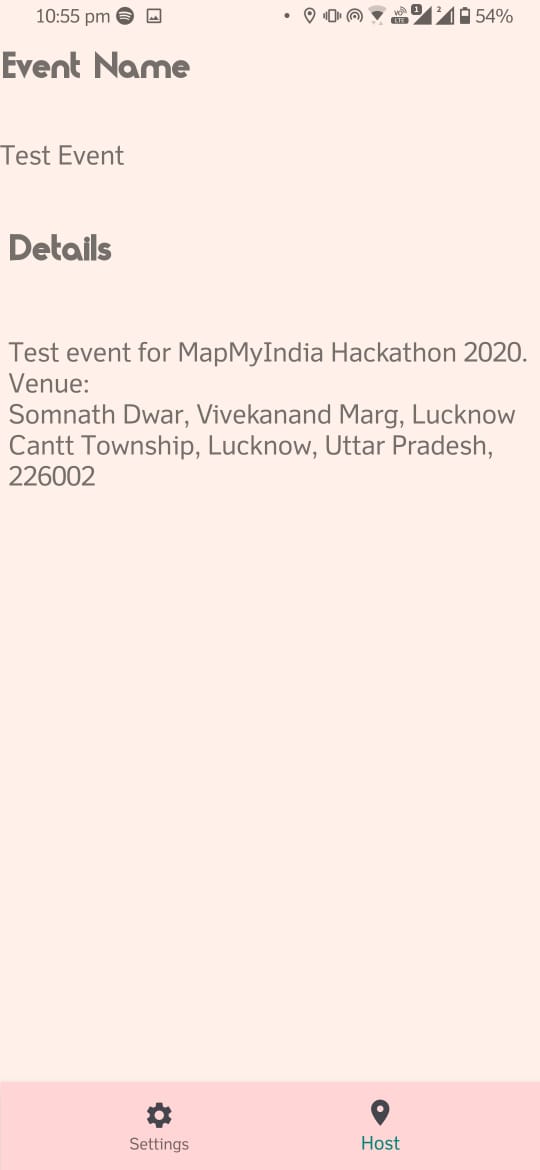 10:55 pm 54%
Event Name
Test Event
Details
Test event for MapMyIndia Hackathon 2020.
Venue:
Somnath Dwar, Vivekanand Marg, Lucknow
Cantt Township, Lucknow, Uttar Pradesh,
226002
Settings
Host